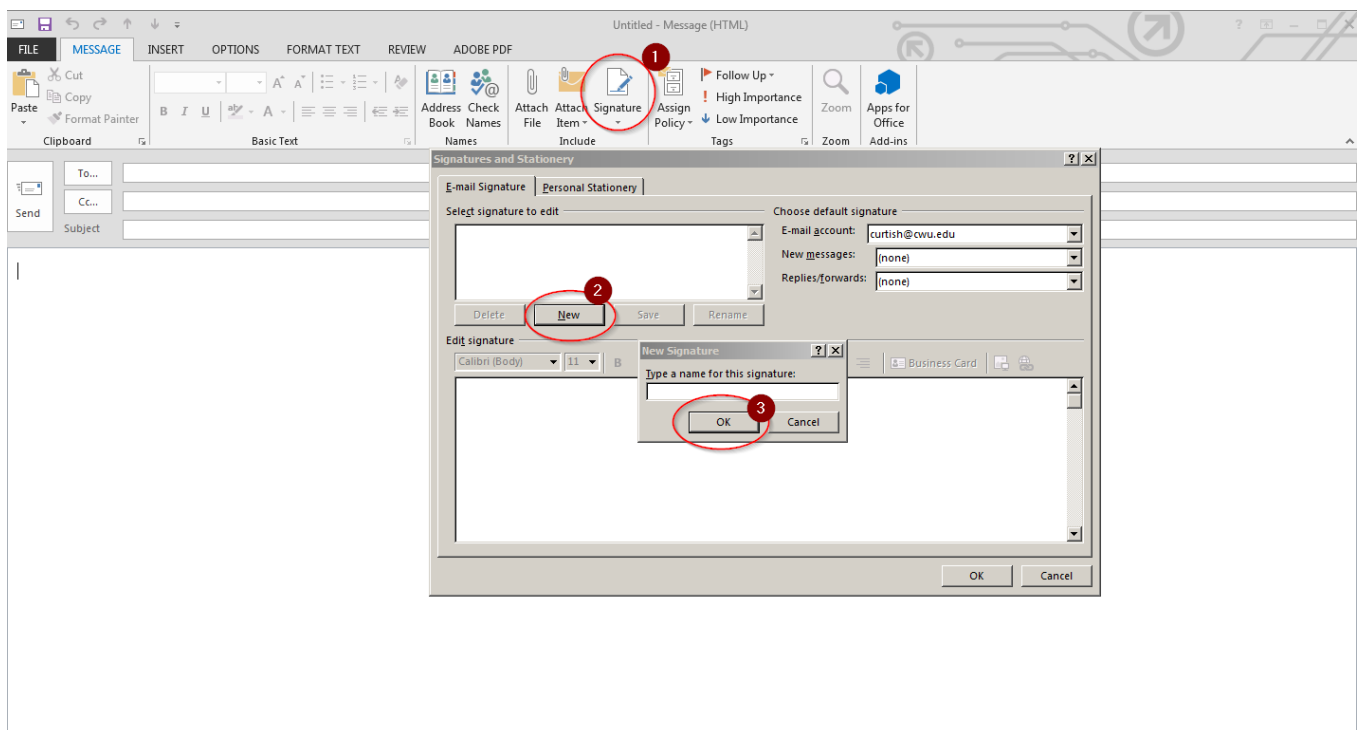 Untitled - Message (HTML)
FILE MESSAGE INSERT OPTIONS FORMAT TEXT REVIEW ADOBE PDF
1
Paste
Cut
Copy
Format Painter
Clipboard
B I U
Basic Text
Address Book
Check Names
Names
Attach File
Attach Item
Signature
Include
Assign Policy
Follow Up
High Importance
Low Importance
Tags
Zoom
Zoom
Apps for Office
Add-ins
Send
To...
Cc...
Subject
Signatures and Stationery
E-mail Signature Personal Stationery
Select signature to edit
Choose default signature
E-mail account: curtish@cwu.edu
New messages: (none)
Replies/forwards: (none)
2
Delete New Save Rename
Edit signature
Calibri (Body) 11 B
Business Card
New Signature
Type a name for this signature:
3
OK Cancel
OK Cancel